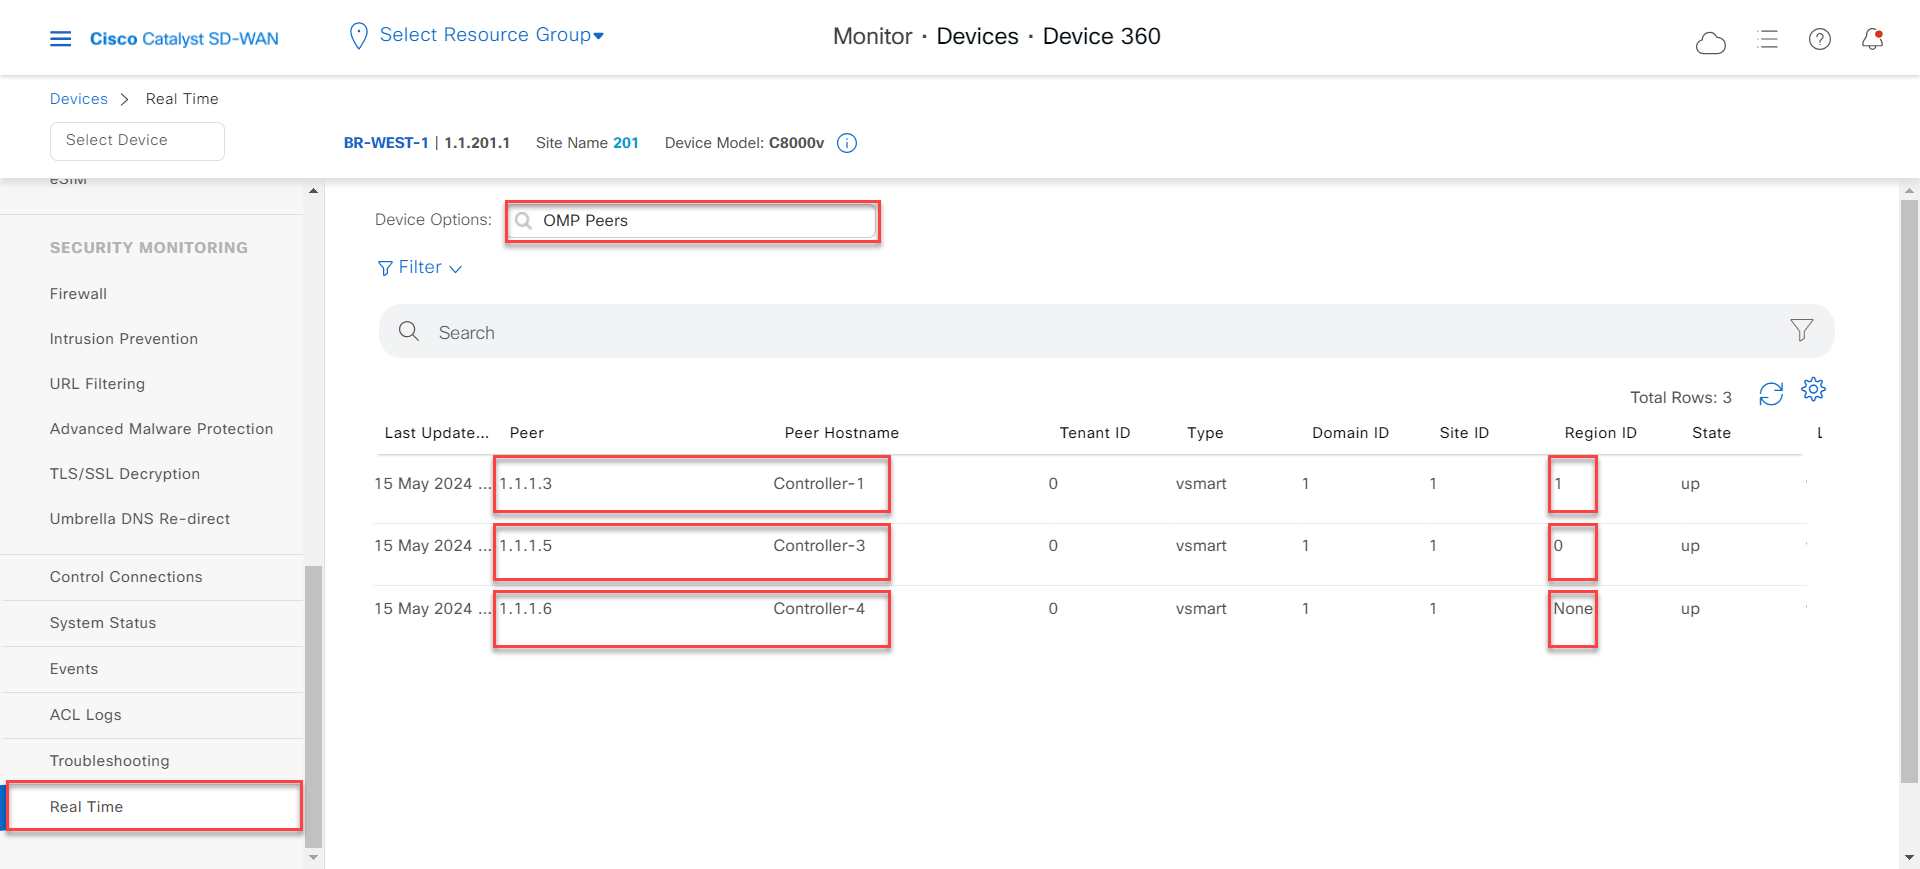 Cisco Catalyst SD-WAN
Select Resource Group
Monitor · Devices · Device 360
Devices > Real Time
Select Device
BR-WEST-1 | 1.1.201.1 Site Name 201 Device Model: C8000v
eSIM
SECURITY MONITORING
Firewall
Intrusion Prevention
URL Filtering
Advanced Malware Protection
TLS/SSL Decryption
Umbrella DNS Re-direct
Control Connections
System Status
Events
ACL Logs
Troubleshooting
Real Time
Device Options: OMP Peers
Filter
Search
Total Rows: 3
Last Update... Peer Peer Hostname Tenant ID Type Domain ID Site ID Region ID State
15 May 2024 ... 1.1.1.3 Controller-1 0 vsmart 1 1 1 up
15 May 2024 ... 1.1.1.5 Controller-3 0 vsmart 1 1 0 up
15 May 2024 ... 1.1.1.6 Controller-4 0 vsmart 1 1 None up